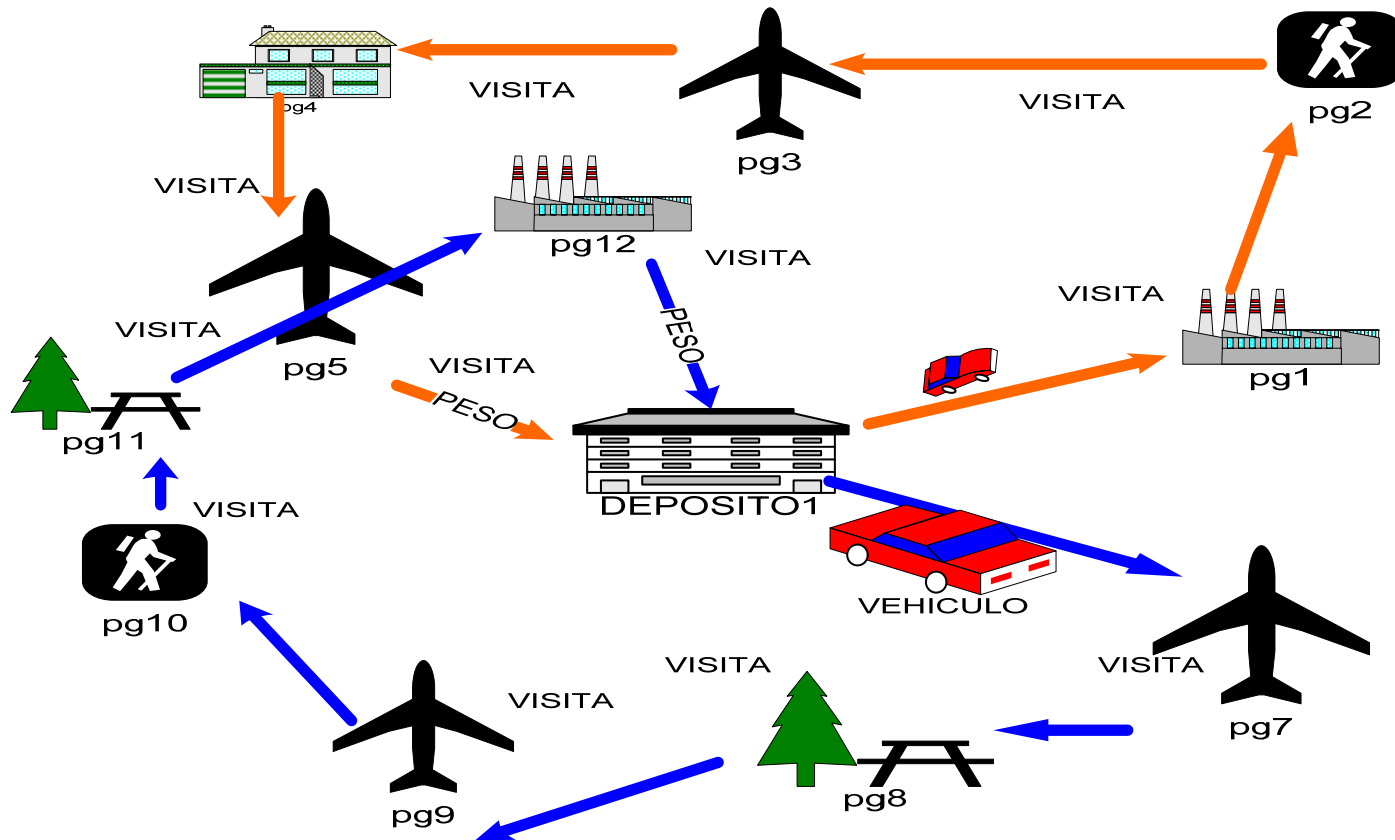 VISITA
VISITA
pg2
pg4
pg3
VISITA
pg12
VISITA
VISITA
PESO
VISITA
pg5
VISITA
pg1
PESO
pg11
VISITA
DEPOSITO1
VEHICULO
pg10
VISITA
VISITA
VISITA
pg7
pg8
pg9